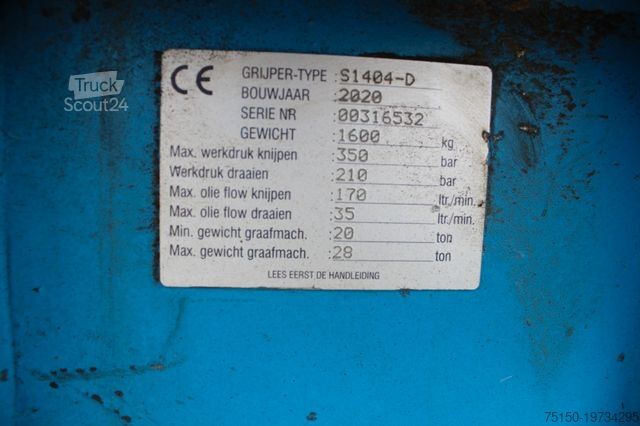 Truck
Scout24
CE GRIJPER-TYPE :S1404-D
BOUWJAAR :2020
SERIE NR :00316532
GEWICHT :1600 kg
Max. werkdruk knijpen :350 bar
Werkdruk draaien :210 bar
Max. olie flow knijpen :170 ltr./min.
Max. olie flow draaien :35 ltr./min.
Min. gewicht graafmach. :20 ton
Max. gewicht graafmach. :28 ton
LEES EERST DE HANDLEIDING
75150-19734295